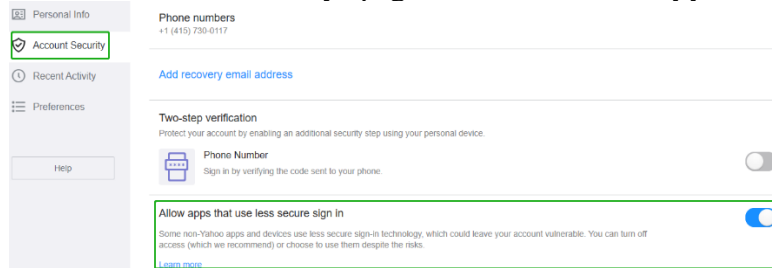 Personal Info
Account Security
Recent Activity
Preferences
Help
Phone numbers
+1 (415) 730-0117
Add recovery email address
Two-step verification
Protect your account by enabling an additional security step using your personal device.
Phone Number
Sign in by verifying the code sent to your phone.
Allow apps that use less secure sign in
Some non-Yahoo apps and devices use less secure sign-in technology, which could leave your account vulnerable. You can turn off
access (which we recommend) or choose to use them despite the risks.
Learn more